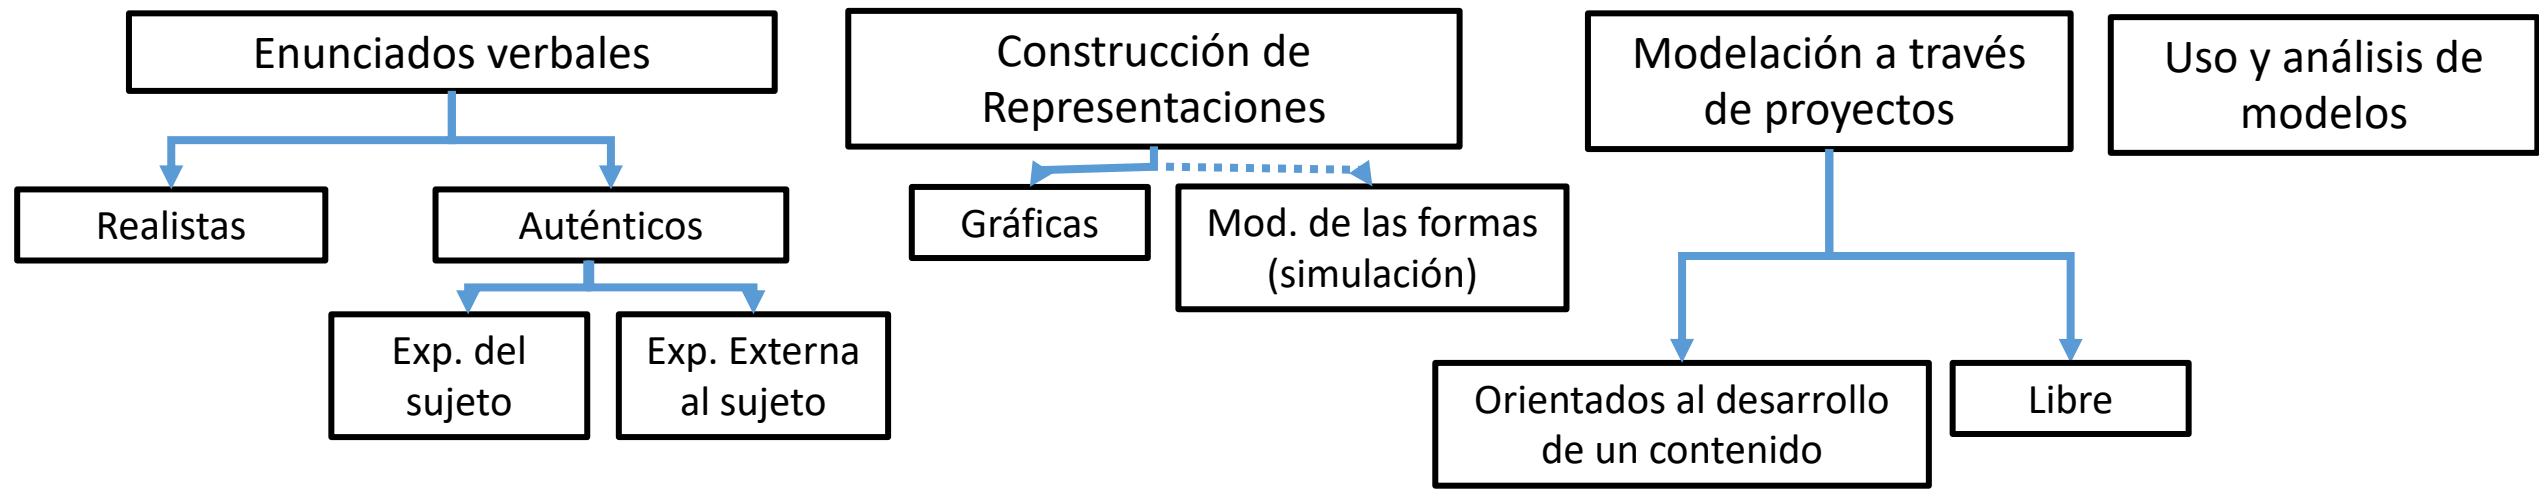 Enunciados verbales
Construcción de
Representaciones
Modelación a través
de proyectos
Uso y análisis de
modelos
Realistas
Auténticos
Gráficas
Mod. de las formas
(simulación)
Exp. del
sujeto
Exp. Externa
al sujeto
Orientados al desarrollo
de un contenido
Libre